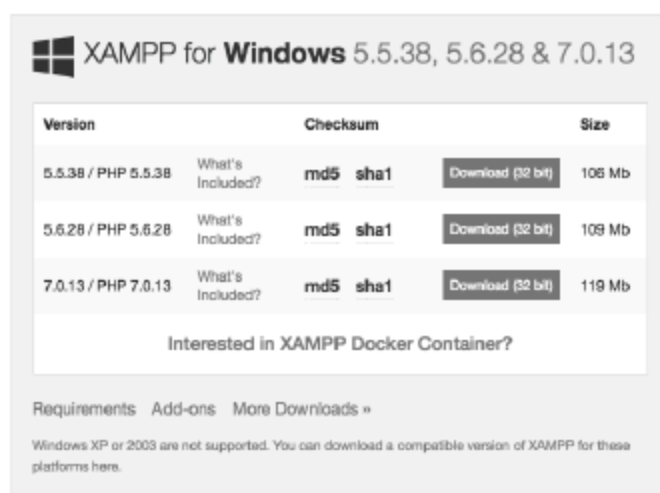 XAMPP for Windows 5.5.38, 5.6.28 & 7.0.13
Version Checksum Size
5.5.38 / PHP 5.5.38 What's Included? md5 sha1 Download (32 bit) 106 Mb
5.6.28 / PHP 5.6.28 What's Included? md5 sha1 Download (32 bit) 109 Mb
7.0.13 / PHP 7.0.13 What's Included? md5 sha1 Download (32 bit) 119 Mb
Interested in XAMPP Docker Container?
Requirements Add-ons More Downloads »
Windows XP or 2003 are not supported. You can download a compatible version of XAMPP for these
platforms here.